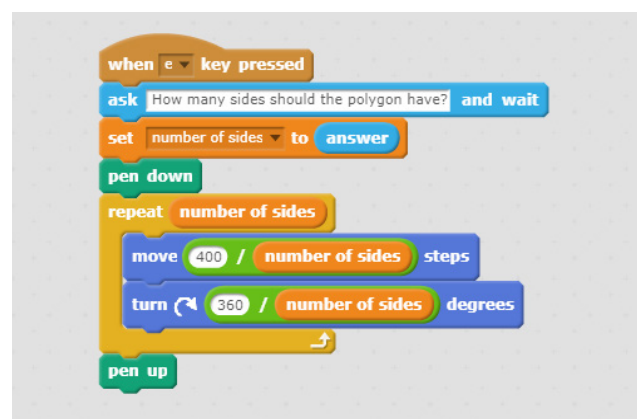 when e key pressed
ask How many sides should the polygon have? and wait
set number of sides to answer
pen down
repeat number of sides
move 400 / number of sides steps
turn 360 / number of sides degrees
pen up